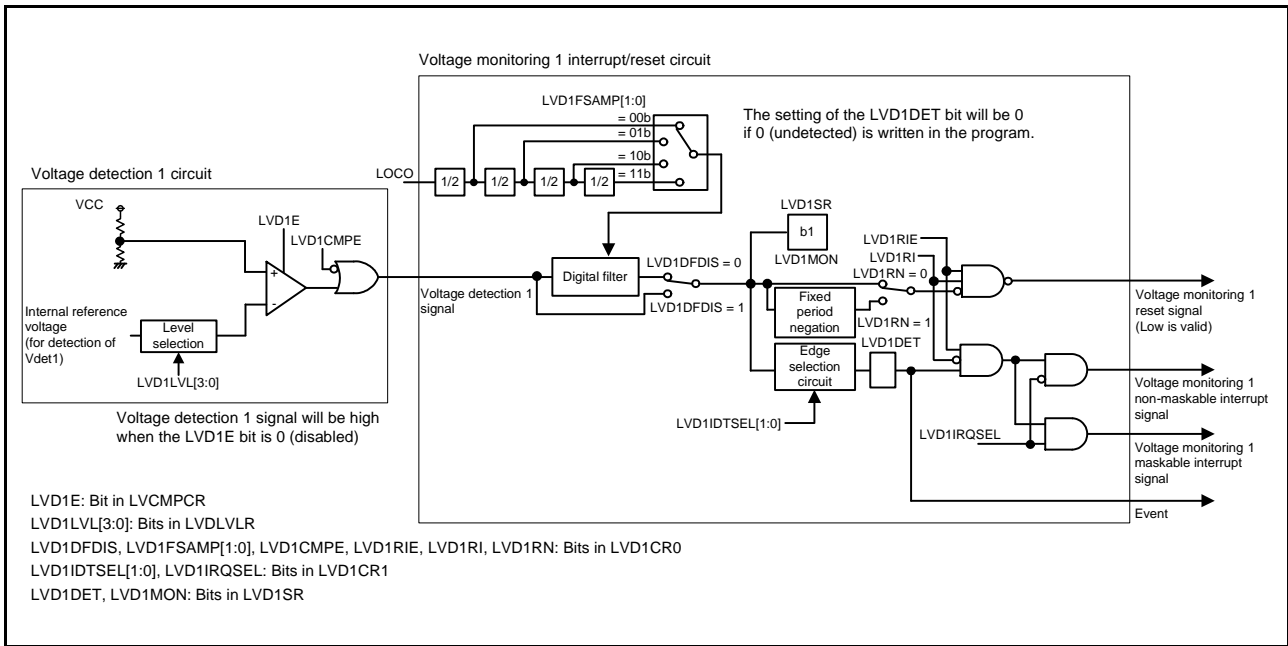 Voltage monitoring 1 interrupt/reset circuit
LVD1FSAMP[1:0]
= 00b
= 01b
= 10b
= 11b
The setting of the LVD1DET bit will be 0
if 0 (undetected) is written in the program.
LOCO
1/2
1/2
1/2
1/2
Voltage detection 1 circuit
VCC
LVD1E
LVD1CMPE
+
-
Internal reference
voltage
(for detection of
Vdet1)
Level
selection
LVD1LVL[3:0]
Voltage detection 1 signal will be high
when the LVD1E bit is 0 (disabled)
Voltage detection 1
signal
Digital filter
LVD1DFDIS = 0
LVD1DFDIS = 1
LVD1SR
b1
LVD1MON
LVD1RIE
LVD1RI
LVD1RN = 0
Fixed
period
negation
LVD1RN = 1
Edge
selection
circuit
LVD1DET
LVD1IDTSEL[1:0]
LVD1IRQSEL
Voltage monitoring 1
reset signal
(Low is valid)
Voltage monitoring 1
non-maskable interrupt
signal
Voltage monitoring 1
maskable interrupt
signal
Event
LVD1E: Bit in LVCMPCR
LVD1LVL[3:0]: Bits in LVDLVLR
LVD1DFDIS, LVD1FSAMP[1:0], LVD1CMPE, LVD1RIE, LVD1RI, LVD1RN: Bits in LVD1CR0
LVD1IDTSEL[1:0], LVD1IRQSEL: Bits in LVD1CR1
LVD1DET, LVD1MON: Bits in LVD1SR